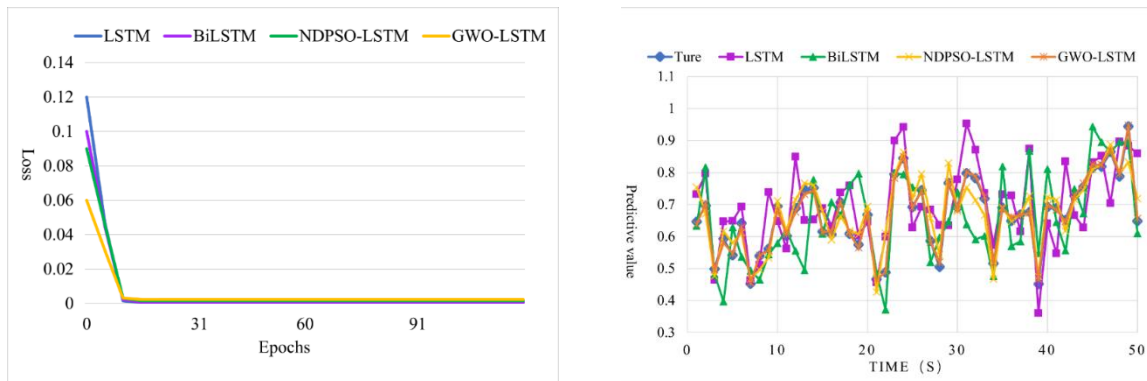 LSTM BiLSTM NDPSO-LSTM GWO-LSTM
0.14
0.12
0.1
0.08
0.06
0.04
0.02
0
Loss
0 31 60 91
Epochs
Ture LSTM BiLSTM NDPSO-LSTM GWO-LSTM
1.1
1
0.9
0.8
0.7
0.6
0.5
0.4
0.3
Predictive value
0 10 20 30 40 50
TIME (S)